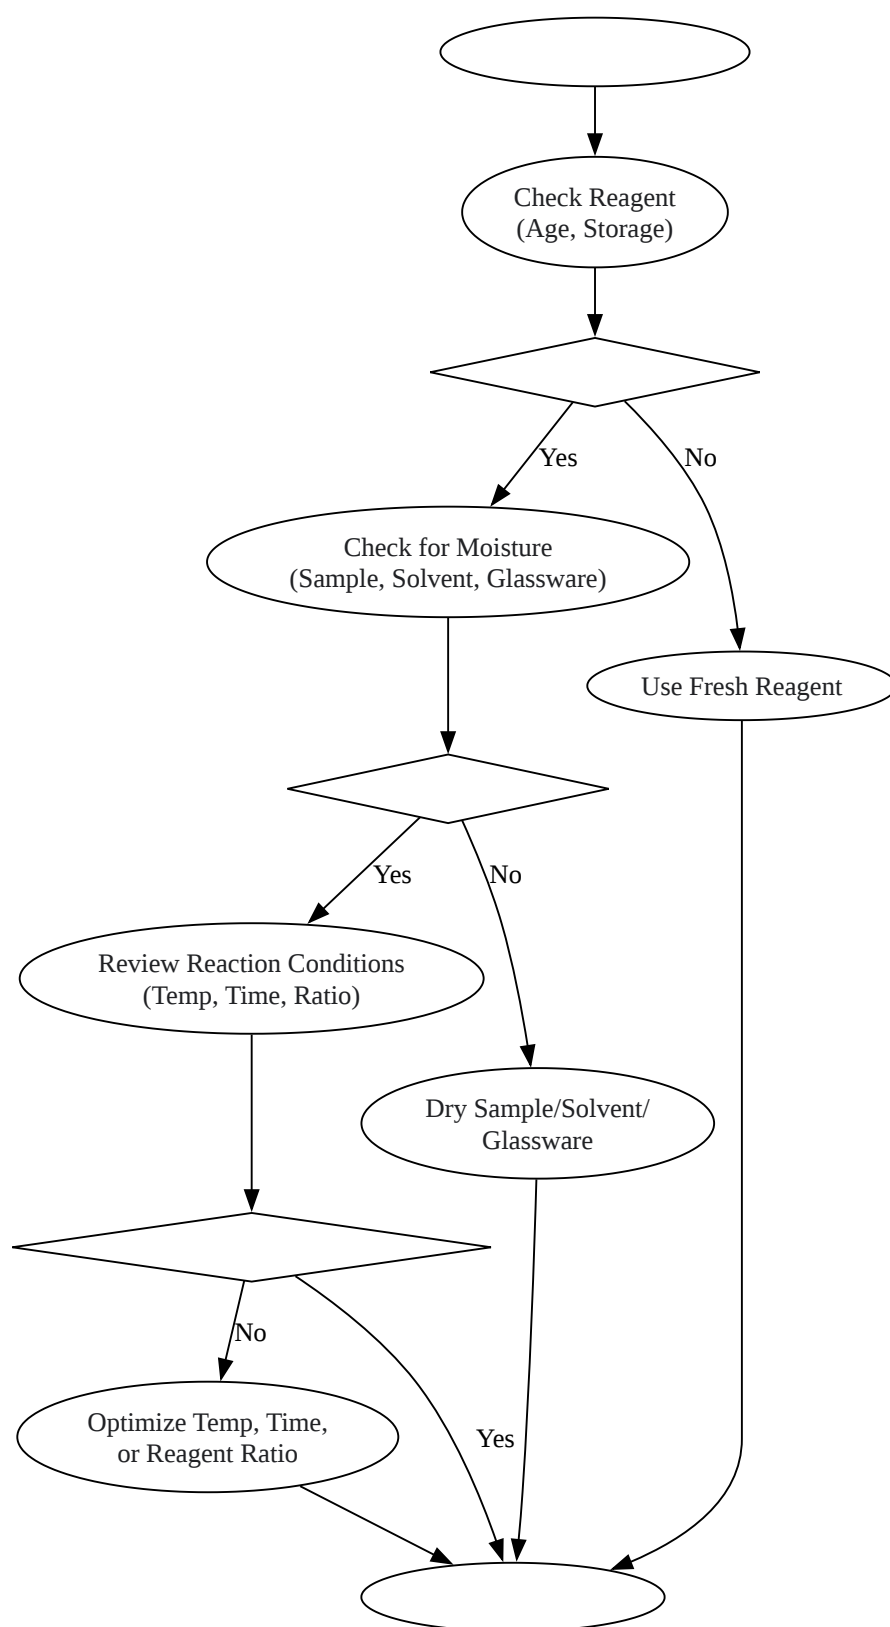 Check Reagent
(Age, Storage)
Yes
No
Check for Moisture
(Sample, Solvent, Glassware)
Use Fresh Reagent
Yes
No
Review Reaction Conditions
(Temp, Time, Ratio)
Dry Sample/Solvent/
Glassware
No
Optimize Temp, Time,
or Reagent Ratio
Yes